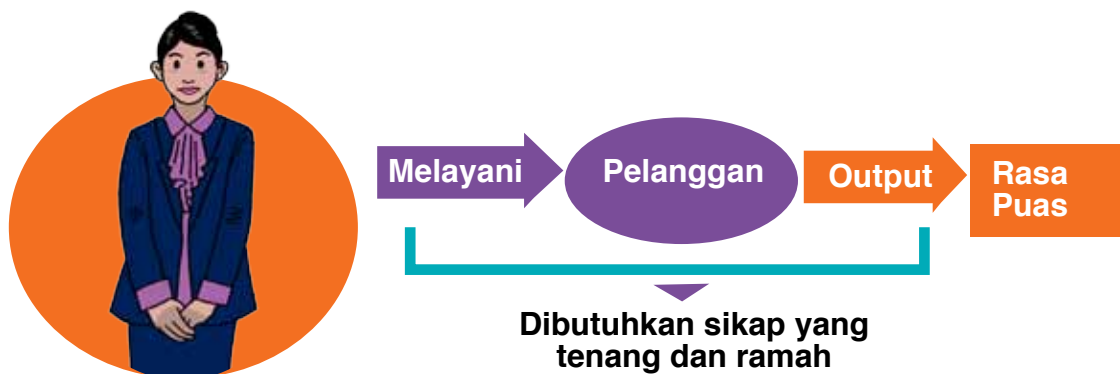 Melayani
Pelanggan
Output
Rasa
Puas
Dibutuhkan sikap yang
tenang dan ramah